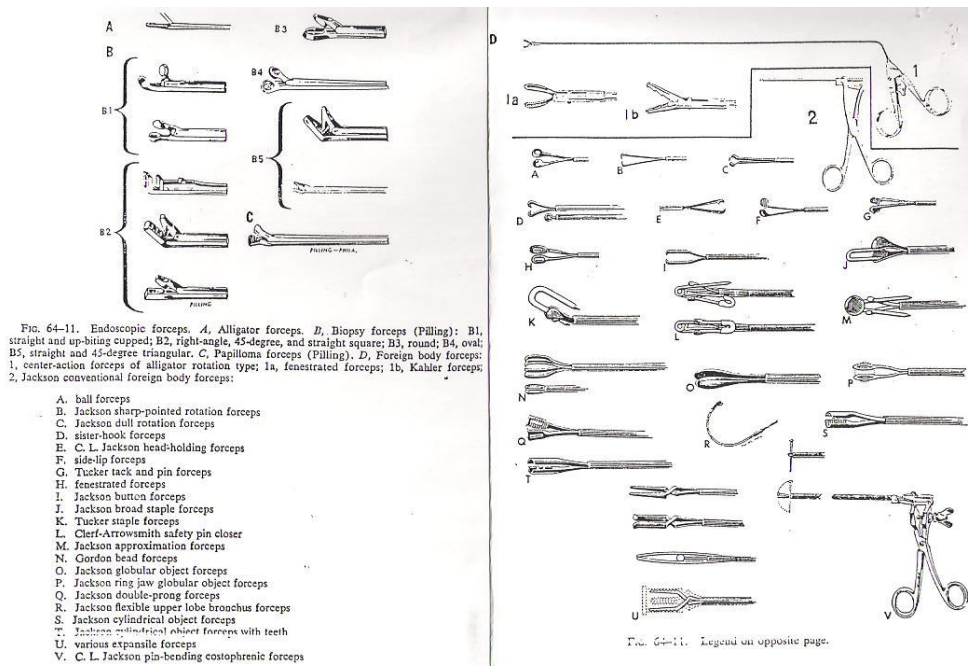 A
B
B1
B2
B3
B4
B5
C
PILLING
PILLING-PHILA.
FIG. 64-11. Endoscopic forceps. A, Alligator forceps. B, Biopsy forceps (Pilling): B1,
straight and up-biting cupped; B2, right-angle, 45-degree, and straight square; B3, round; B4, oval;
B5, straight and 45-degree triangular. C, Papilloma forceps (Pilling). D, Foreign body forceps:
1, center-action forceps of alligator rotation type; 1a, fenestrated forceps; 1b, Kahler forceps;
2, Jackson conventional foreign body forceps:
A. ball forceps
B. Jackson sharp-pointed rotation forceps
C. Jackson dull rotation forceps
D. sister-hook forceps
E. C. L. Jackson head-holding forceps
F. side-lip forceps
G. Tucker tack and pin forceps
H. fenestrated forceps
I. Jackson button forceps
J. Jackson broad staple forceps
K. Tucker staple forceps
L. Clerf-Arrowsmith safety pin closer
M. Jackson approximation forceps
N. Gordon bead forceps
O. Jackson globular object forceps
P. Jackson ring jaw globular object forceps
Q. Jackson double-prong forceps
R. Jackson flexible upper lobe bronchus forceps
S. Jackson cylindrical object forceps
T. Jackson cylindrical object forceps with teeth
U. various expansile forceps
V. C. L. Jackson pin-bending costophrenic forceps
D
1
1a
1b
2
A
B
C
D
E
F
G
H
I
J
K
L
M
N
O
P
Q
R
S
T
U
V
FIG. 64-11. Legend on opposite page.